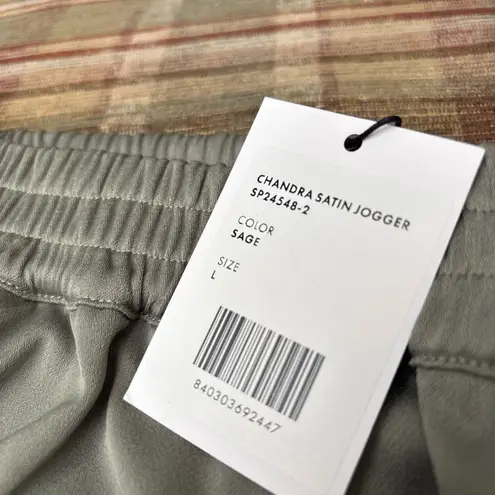 CHANDRA SATIN JOGGER
SP24548-2
COLOR
SAGE
SIZE
L
840303692447